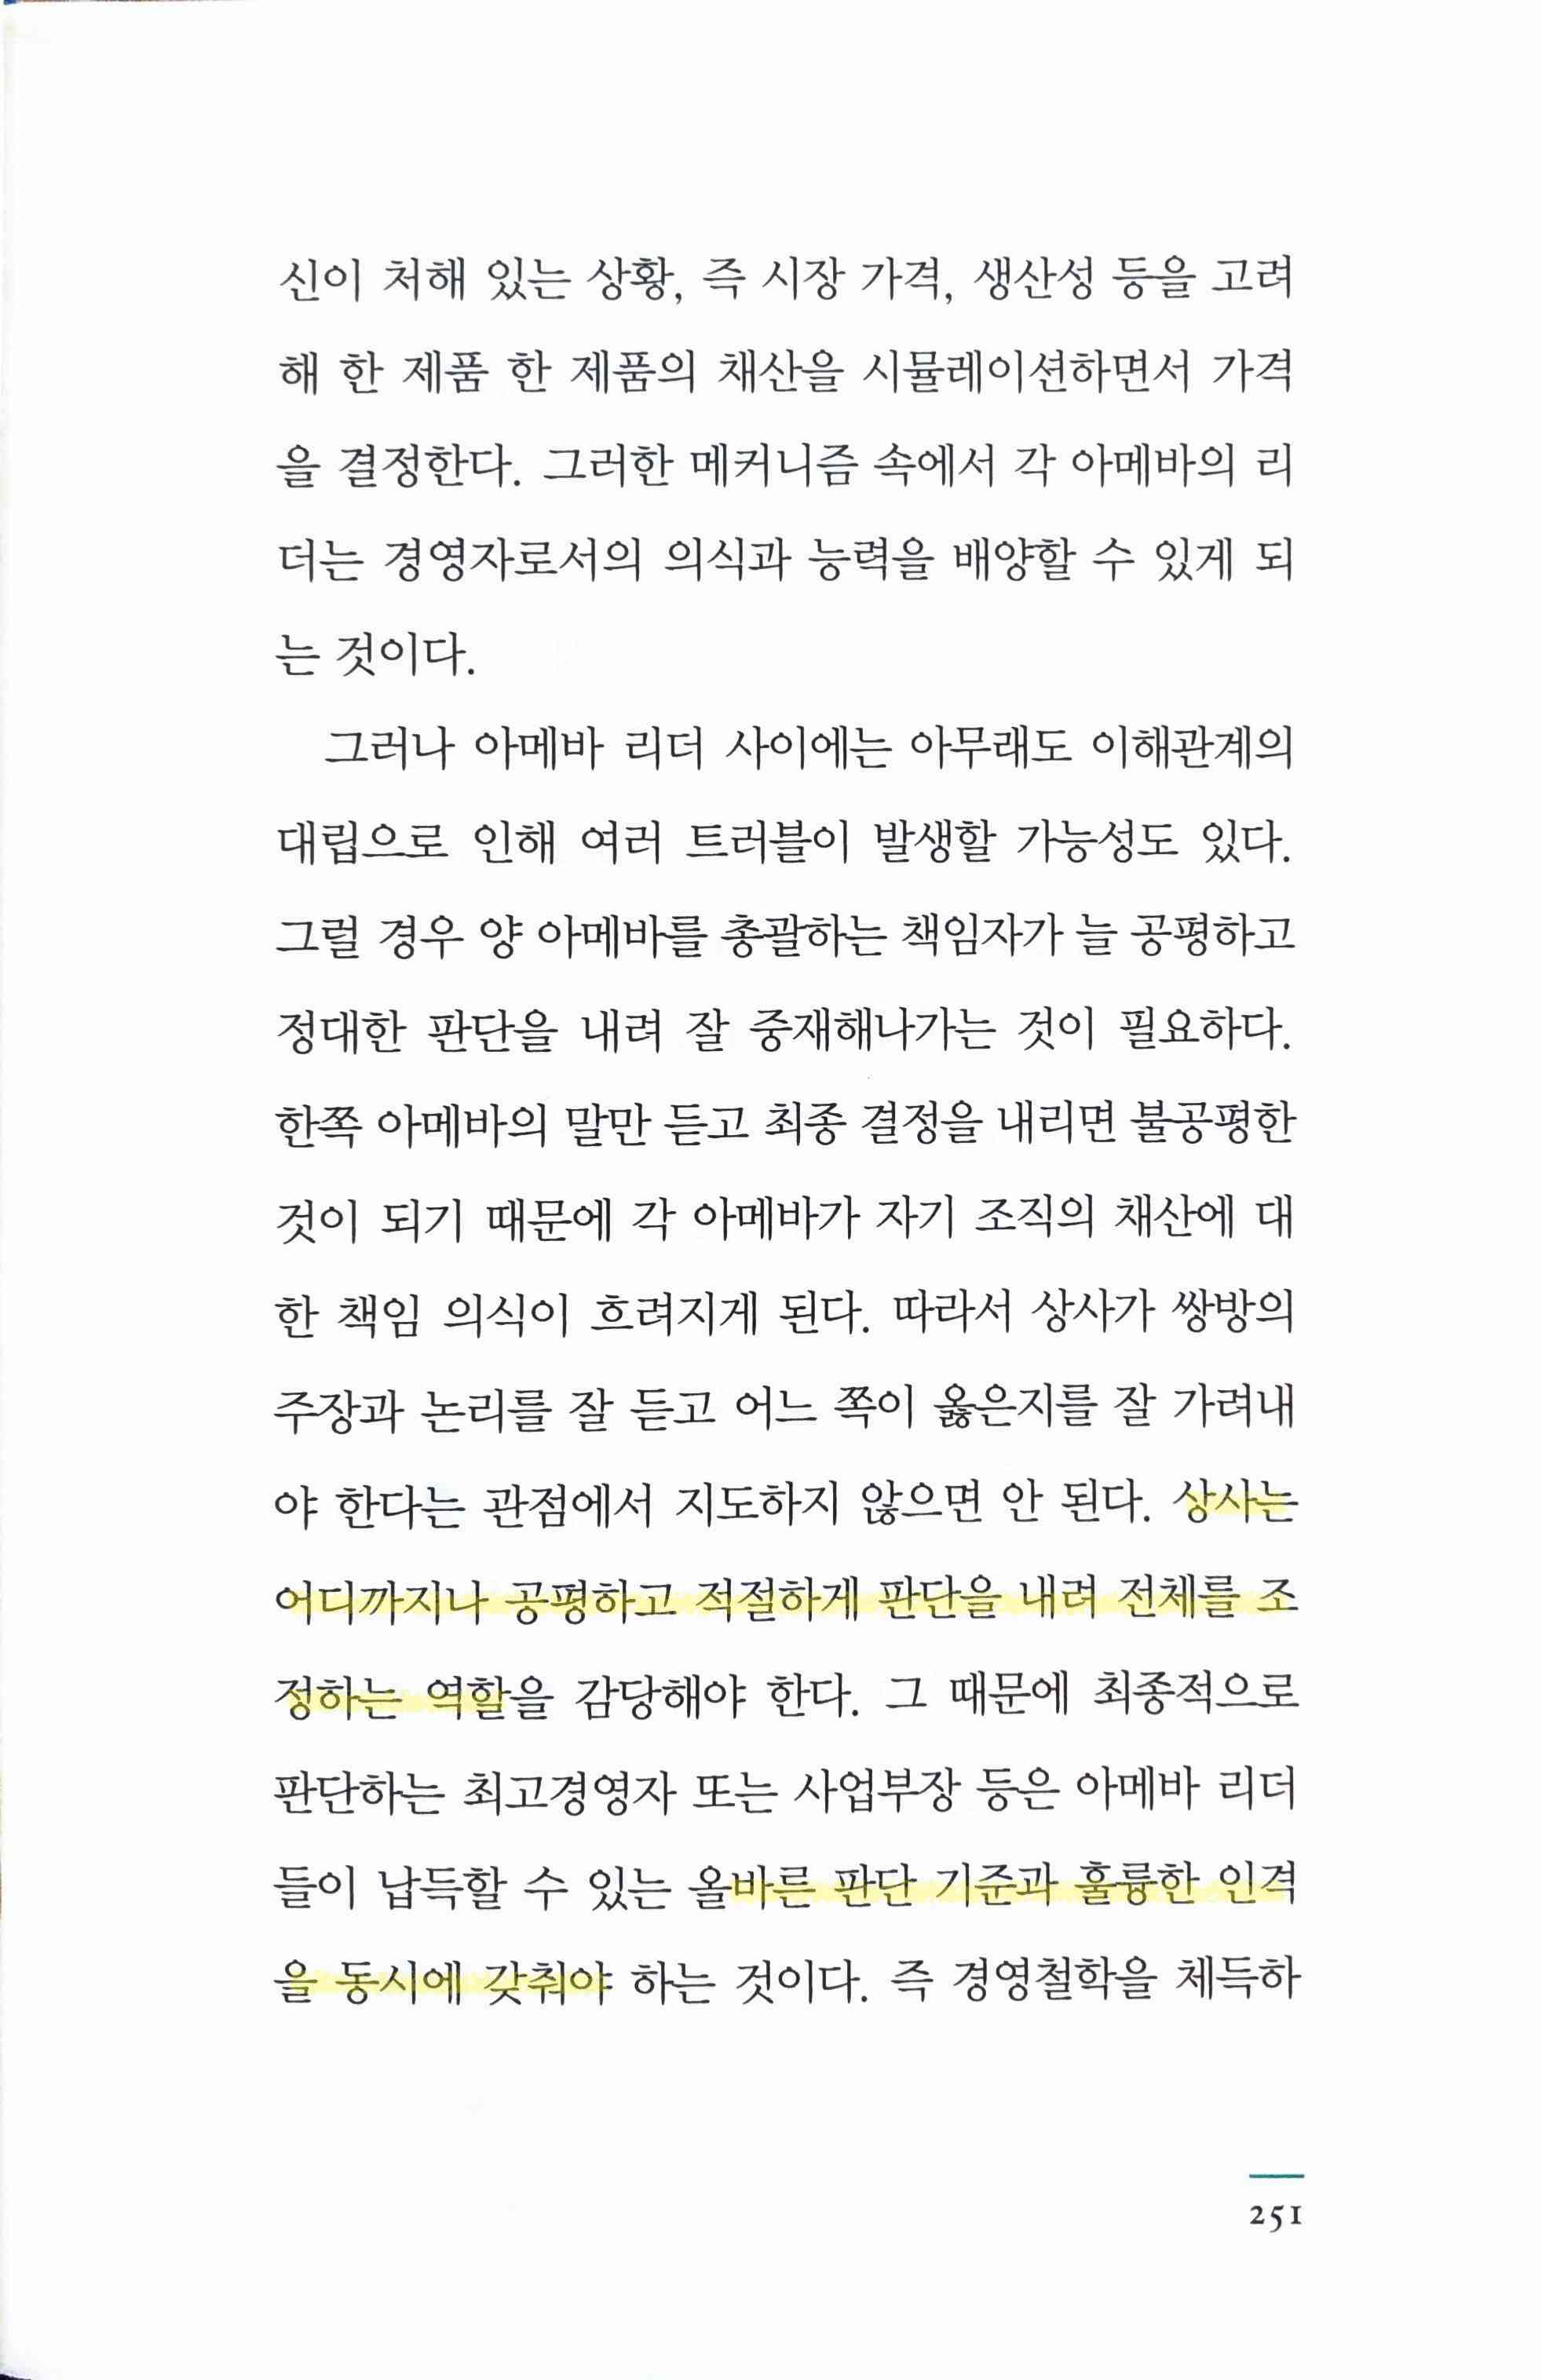 신이 처해 있는 상황, 즉 시장 가격, 생산성 등을 고려
해 한 제품 한 제품의 채산을 시뮬레이션하면서 가격
을 결정한다. 그러한 메커니즘 속에서 각 아메바의 리
더는 경영자로서의 의식과 능력을 배양할 수 있게 되
는 것이다.
그러나 아메바 리더 사이에는 아무래도 이해관계의
대립으로 인해 여러 트러블이 발생할 가능성도 있다.
그럴 경우 양 아메바를 총괄하는 책임자가 늘 공평하고
정대한 판단을 내려 잘 중재해나가는 것이 필요하다.
한쪽 아메바의 말만 듣고 최종 결정을 내리면 불공평한
것이 되기 때문에 각 아메바가 자기 조직의 채산에 대
한 책임 의식이 흐려지게 된다. 따라서 상사가 쌍방의
주장과 논리를 잘 듣고 어느 쪽이 옳은지를 잘 가려내
야 한다는 관점에서 지도하지 않으면 안 된다. 상사는
어디까지나 공평하고 적절하게 판단을 내려 전체를 조
정하는 역할을 감당해야 한다. 그 때문에 최종적으로
판단하는 최고경영자 또는 사업부장 등은 아메바 리더
들이 납득할 수 있는 올바른 판단 기준과 훌륭한 인격
을 동시에 갖춰야 하는 것이다. 즉 경영철학을 체득하
251